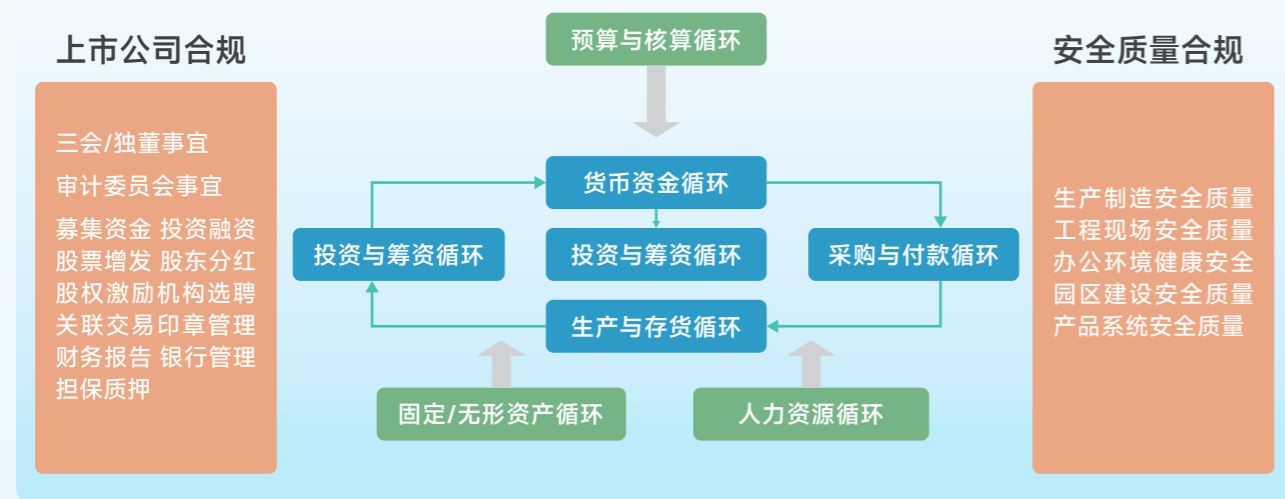 上市公司合规
三会/独董事宜
审计委员会事宜
募集资金 投资融资
股票增发 股东分红
股权激励机构选聘
关联交易印章管理
财务报告 银行管理
担保质押
预算与核算循环
货币资金循环
投资与筹资循环
投资与筹资循环
采购与付款循环
生产与存货循环
固定/无形资产循环
人力资源循环
安全质量合规
生产制造安全质量
工程现场安全质量
办公环境健康安全
园区建设安全质量
产品系统安全质量